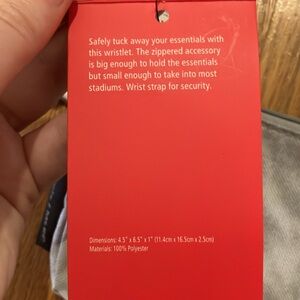 Safely tuck away your essentials with
this wristlet. The zippered accessory
is big enough to hold the essentials
but small enough to take into most
stadiums. Wrist strap for security.
Dimensions: 4.5" x 6.5" x 1" (11.4cm x 16.5cm x 2.5cm)
Materials: 100% Polyester